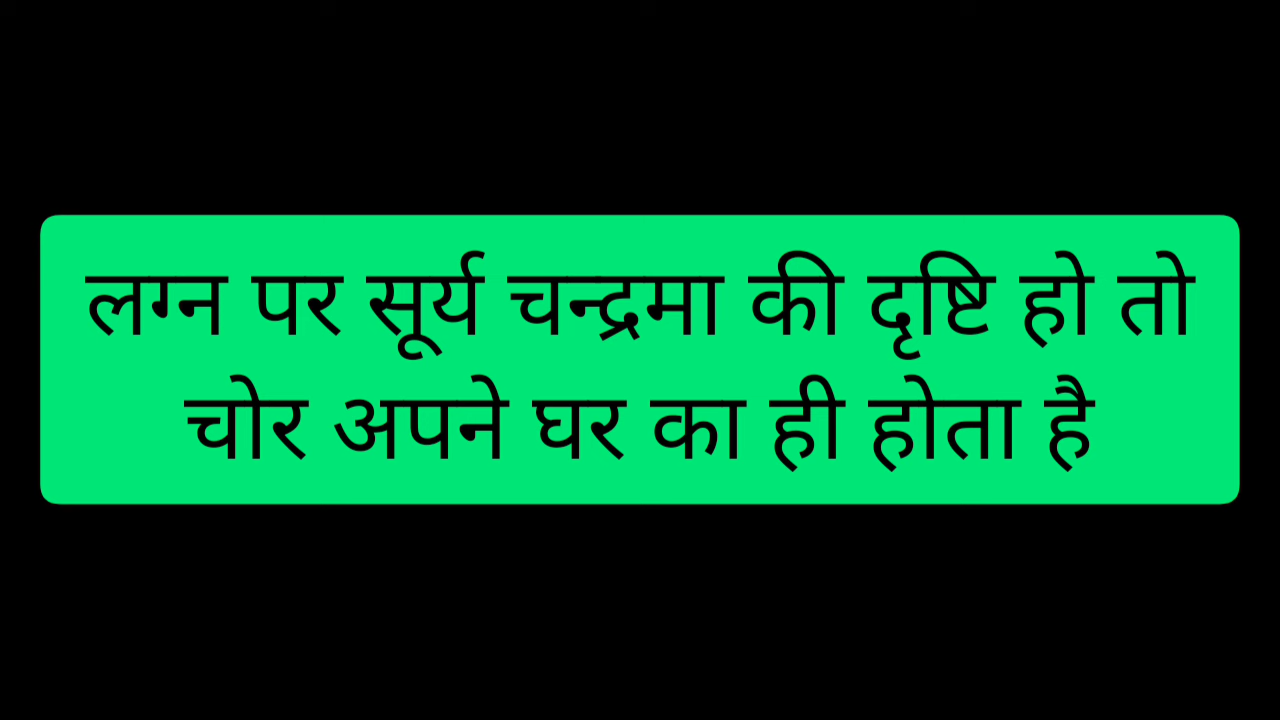 लग्न पर सूर्य चन्द्रमा की दृष्टि हो तो
चोर अपने घर का ही होता है